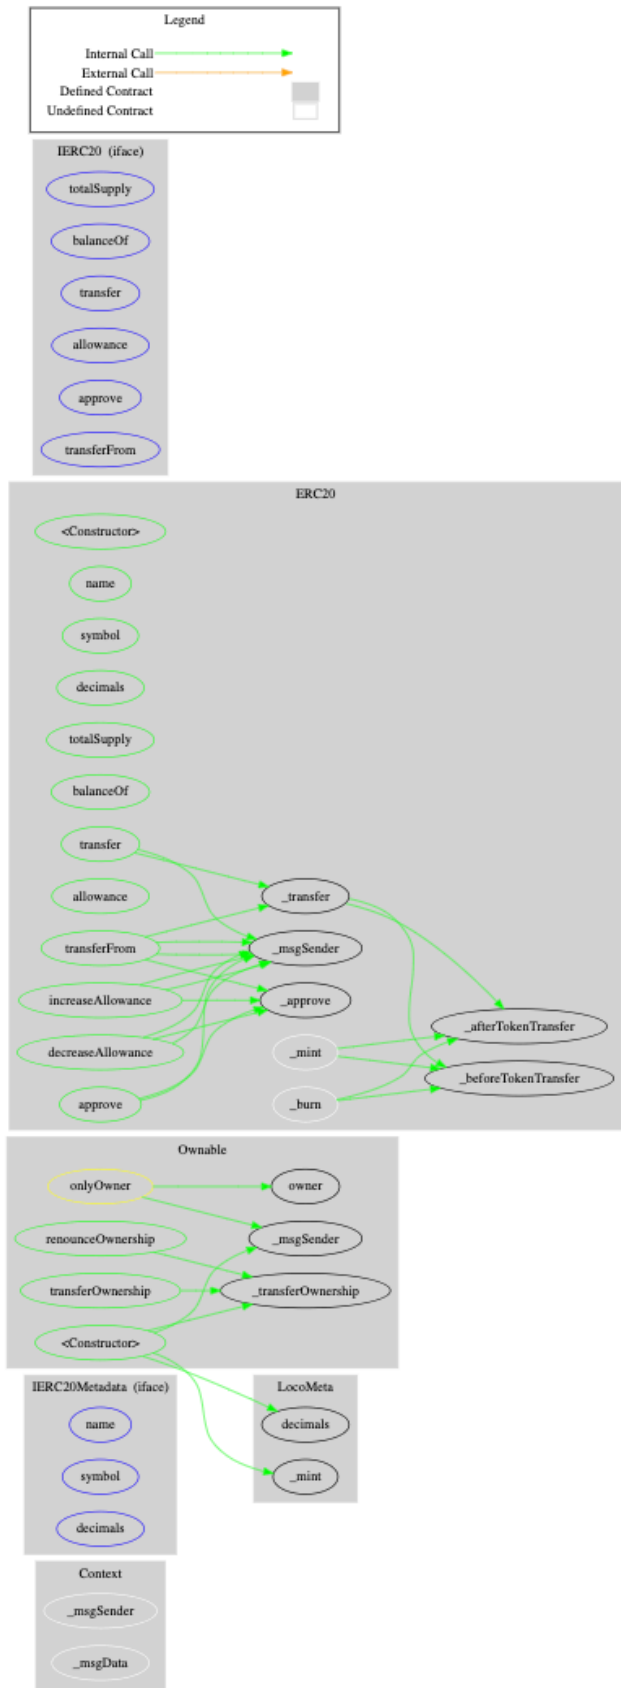 Legend
Internal Call
External Call
Defined Contract
Undefined Contract
IERC20 (iface)
totalSupply
balanceOf
transfer
allowance
approve
transferFrom
ERC20
<Constructor>
name
symbol
decimals
totalSupply
balanceOf
transfer
allowance
_transfer
transferFrom
_msgSender
increaseAllowance
_approve
_afterTokenTransfer
decreaseAllowance
_mint
_beforeTokenTransfer
approve
_burn
Ownable
onlyOwner
owner
renounceOwnership
_msgSender
transferOwnership
_transferOwnership
<Constructor>
IERC20Metadata (iface)
name
symbol
decimals
LocoMeta
decimals
_mint
Context
_msgSender
_msgData